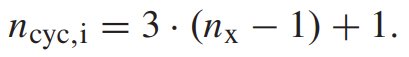 n_cyc,i = 3 · (n_x − 1) + 1.